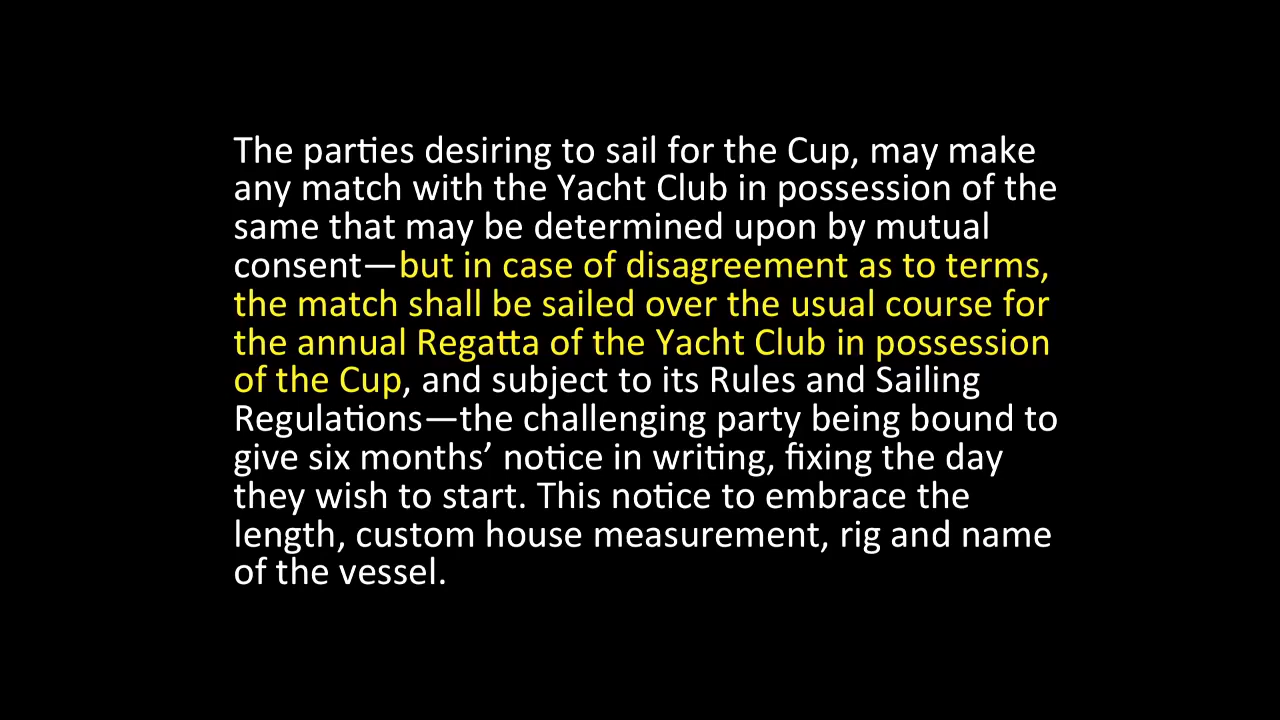 The parties desiring to sail for the Cup, may make
any match with the Yacht Club in possession of the
same that may be determined upon by mutual
consent—but in case of disagreement as to terms,
the match shall be sailed over the usual course for
the annual Regatta of the Yacht Club in possession
of the Cup, and subject to its Rules and Sailing
Regulations—the challenging party being bound to
give six months’ notice in writing, fixing the day
they wish to start. This notice to embrace the
length, custom house measurement, rig and name
of the vessel.